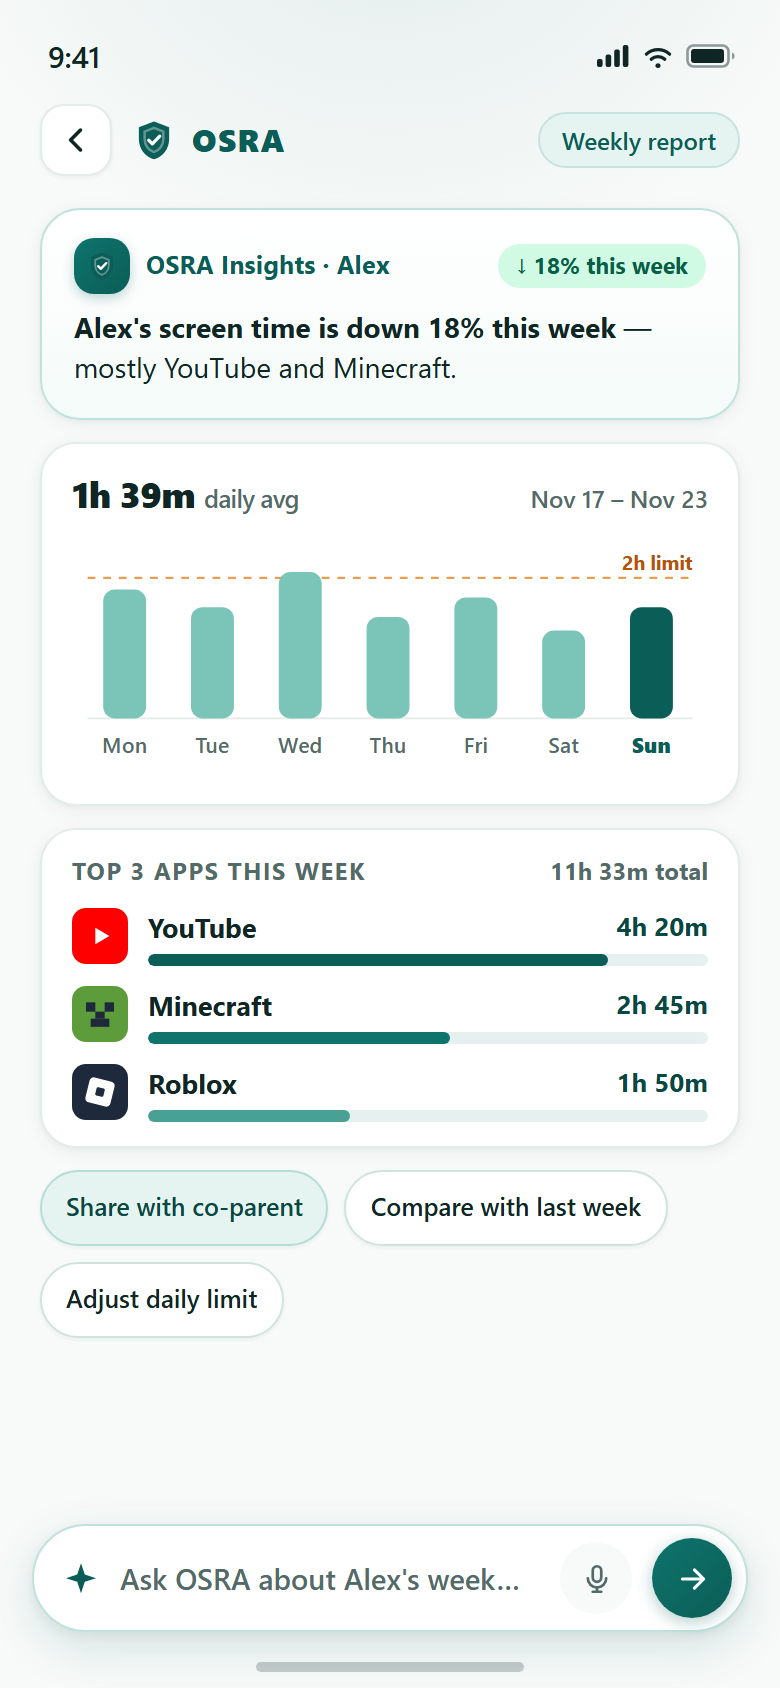 9:41
OSRA
Weekly report
OSRA Insights · Alex
↓ 18% this week
Alex's screen time is down 18% this week —
mostly YouTube and Minecraft.
1h 39m daily avg
Nov 17 – Nov 23
2h limit
Mon Tue Wed Thu Fri Sat Sun
TOP 3 APPS THIS WEEK
11h 33m total
YouTube
4h 20m
Minecraft
2h 45m
Roblox
1h 50m
Share with co-parent
Compare with last week
Adjust daily limit
Ask OSRA about Alex's week...